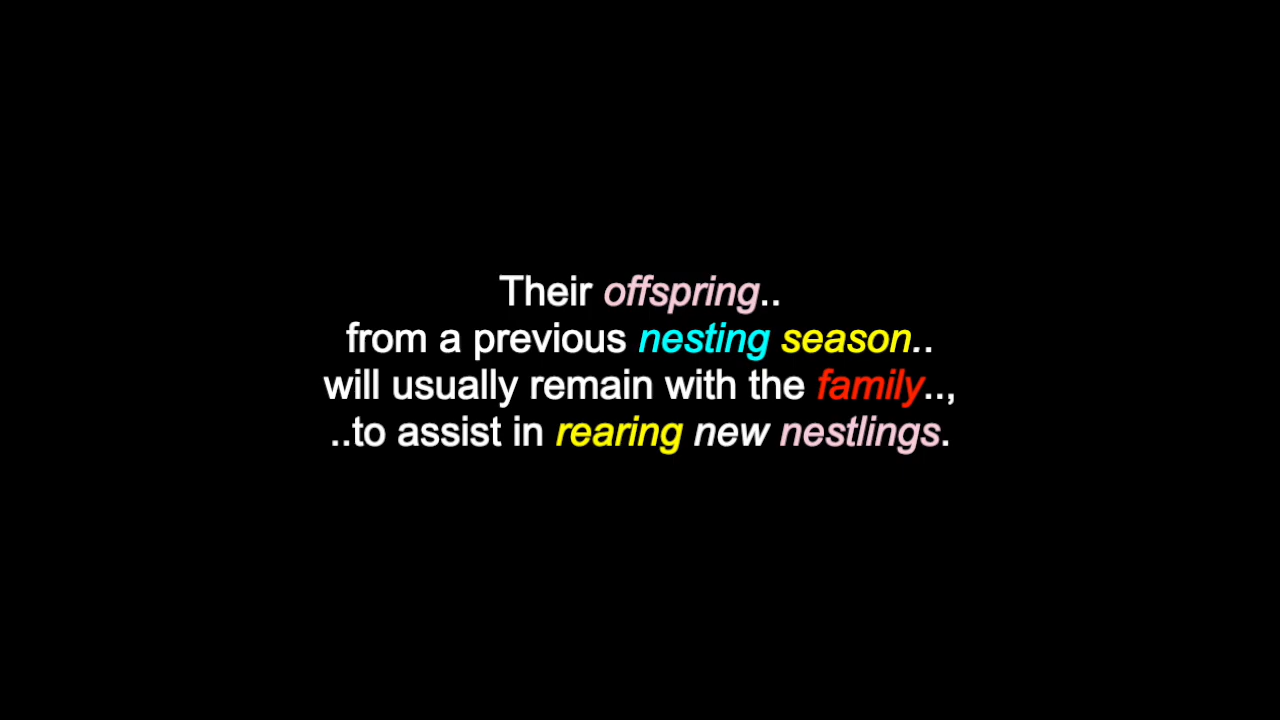 Their offspring..
from a previous nesting season..
will usually remain with the family..,
..to assist in rearing new nestlings.